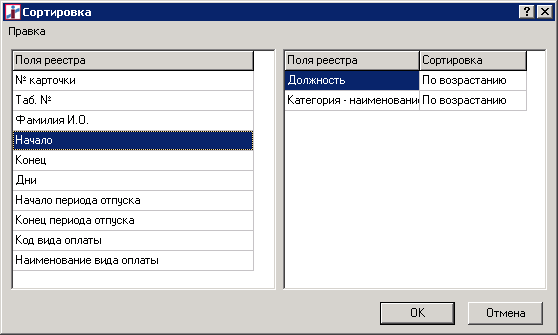 Сортировка
Правка
Поля реестра
№ карточки
Таб. №
Фамилия И.О.
Начало
Конец
Дни
Начало периода отпуска
Конец периода отпуска
Код вида оплаты
Наименование вида оплаты
Поля реестра Сортировка
Должность По возрастанию
Категория - наименование По возрастанию
OK Отмена